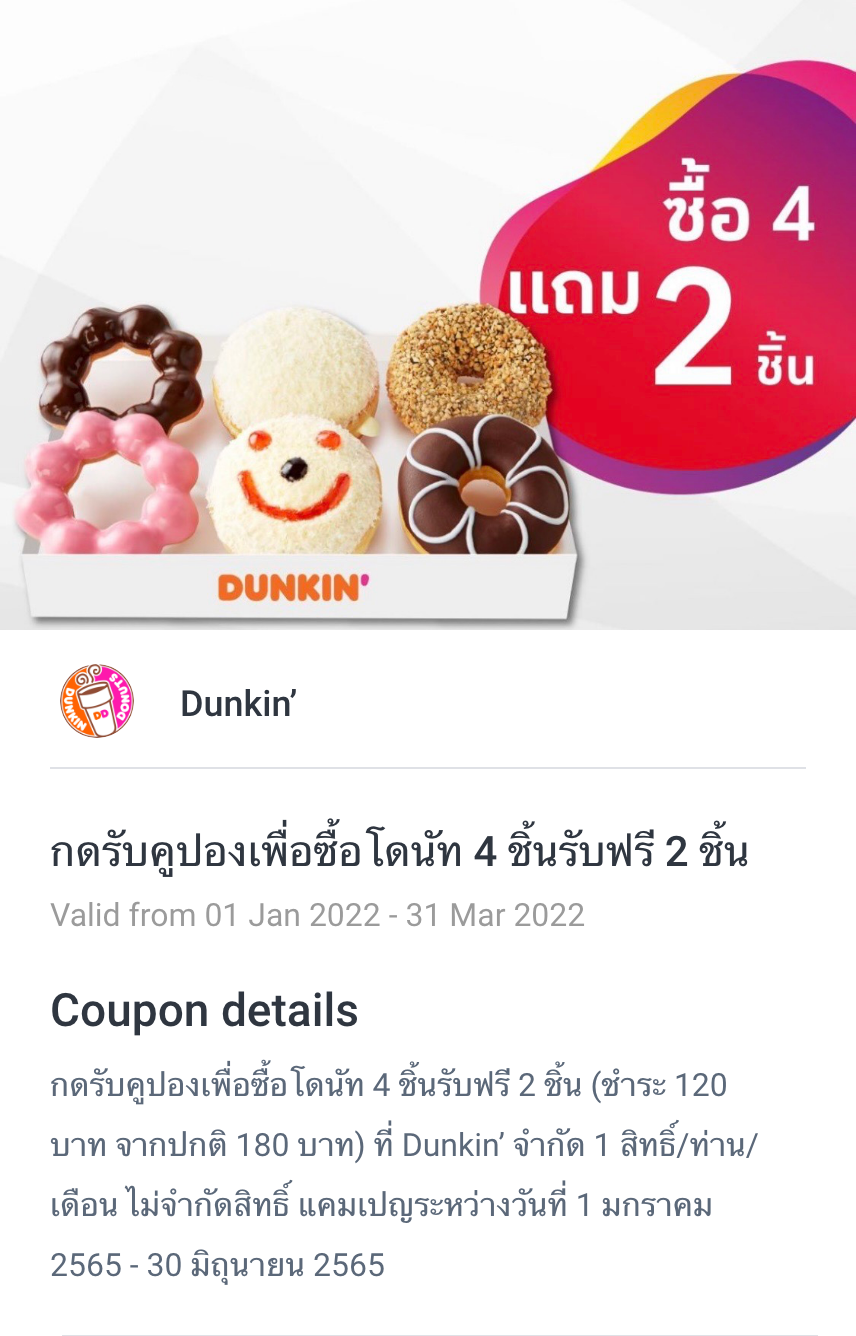 ซื้อ 4
แถม 2 ชิ้น
DUNKIN'
DUNKIN' DONUTS
DD
Dunkin’
กดรับคูปองเพื่อซื้อโดนัท 4 ชิ้นรับฟรี 2 ชิ้น
Valid from 01 Jan 2022 - 31 Mar 2022
Coupon details
กดรับคูปองเพื่อซื้อโดนัท 4 ชิ้นรับฟรี 2 ชิ้น (ชำระ 120
บาท จากปกติ 180 บาท) ที่ Dunkin’ จำกัด 1 สิทธิ์/ท่าน/
เดือน ไม่จำกัดสิทธิ์ แคมเปญระหว่างวันที่ 1 มกราคม
2565 - 30 มิถุนายน 2565